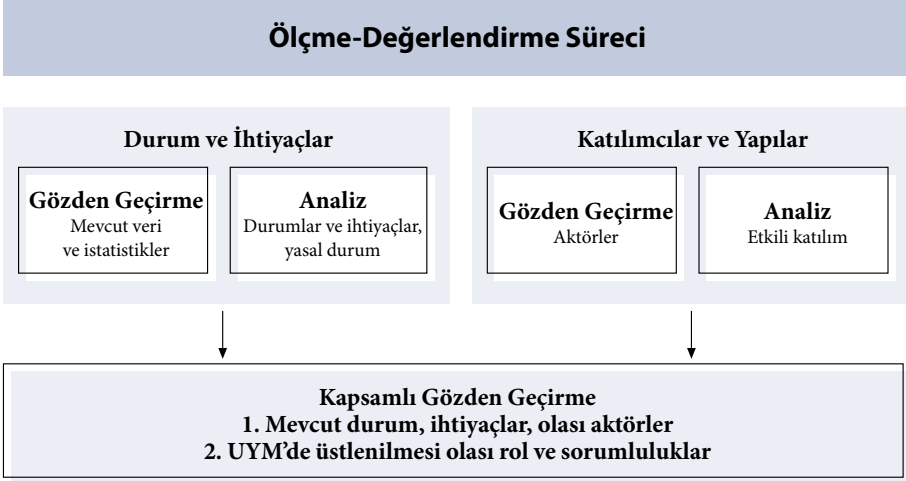 Ölçme-Değerlendirme Süreci
Durum ve İhtiyaçlar
Gözden Geçirme
Mevcut veri
ve istatistikler
Analiz
Durumlar ve ihtiyaçlar,
yasal durum
Katılımcılar ve Yapılar
Gözden Geçirme
Aktörler
Analiz
Etkili katılım
Kapsamlı Gözden Geçirme
1. Mevcut durum, ihtiyaçlar, olası aktörler
2. UYM’de üstlenilmesi olası rol ve sorumluluklar